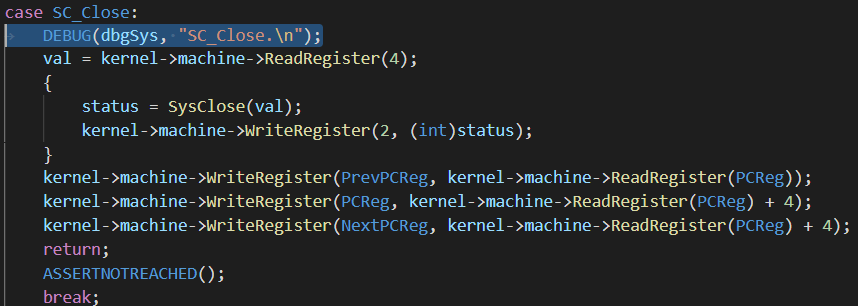 case SC_Close:
DEBUG(dbgSys, "SC_Close.\n");
val = kernel->machine->ReadRegister(4);
{
status = SysClose(val);
kernel->machine->WriteRegister(2, (int)status);
}
kernel->machine->WriteRegister(PrevPCReg, kernel->machine->ReadRegister(PCReg));
kernel->machine->WriteRegister(PCReg, kernel->machine->ReadRegister(PCReg) + 4);
kernel->machine->WriteRegister(NextPCReg, kernel->machine->ReadRegister(PCReg) + 4);
return;
ASSERTNOTREACHED();
break;